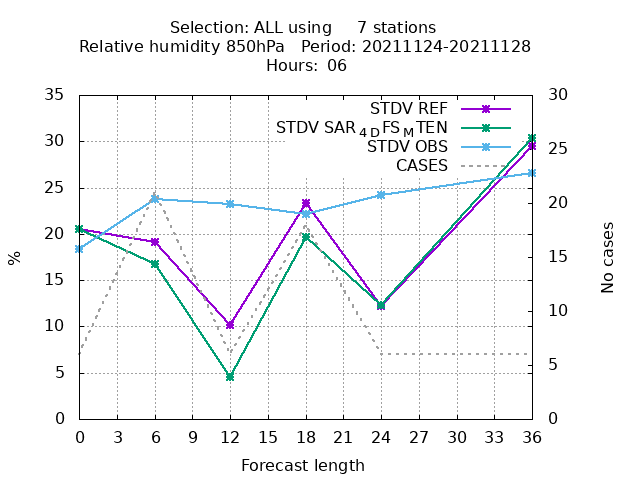 Selection: ALL using 7 stations
Relative humidity 850hPa Period: 20211124-20211128
Hours: 06
STDV REF
STDV SAR 4 D FS M TEN
STDV OBS
CASES
%
35
30
25
20
15
10
5
0
No cases
30
25
20
15
10
5
0
0 3 6 9 12 15 18 21 24 27 30 33 36
Forecast length